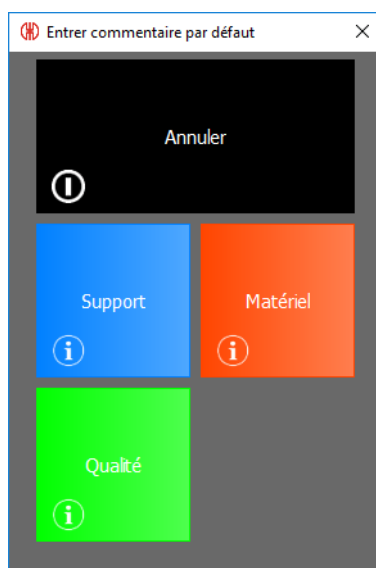 Entrer commentaire par défaut
Annuler
Support
Matériel
Qualité